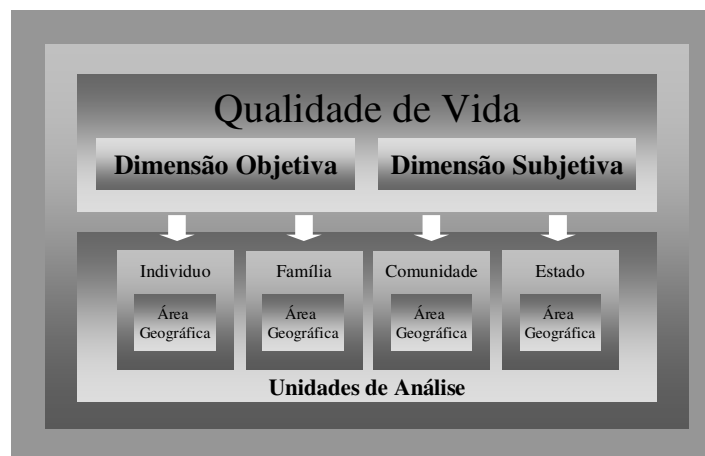 Qualidade de Vida
Dimensão Objetiva
Dimensão Subjetiva
Individuo
Família
Comunidade
Estado
Área
Geográfica
Área
Geográfica
Área
Geográfica
Área
Geográfica
Unidades de Análise